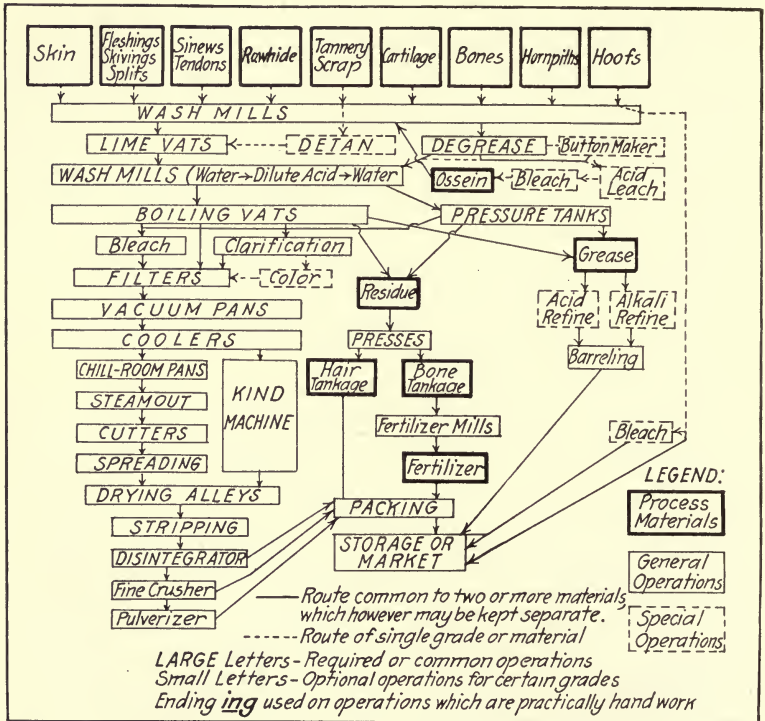 Skin
Fleshings
Skivings
Splits
Sinews
Tendons
Rawhide
Tannery
Scrap
Cartilage
Bones
Hornpiths
Hoofs
WASH MILLS
LIME VATS
DETAN
DEGREASE
Button Maker
WASH MILLS (Water→Dilute Acid→Water
Ossein
Bleach
Acid
Leach
BOILING VATS
PRESSURE TANKS
Bleach
Clarification
Grease
FILTERS
Color
Residue
Acid
Refine
Alkali
Refine
VACUUM PANS
COOLERS
PRESSES
Barreling
CHILL-ROOM PANS
KIND
MACHINE
Hair
Tankage
Bone
Tankage
STEAMOUT
CUTTERS
Fertilizer Mills
Bleach
SPREADING
Fertilizer
LEGEND:
DRYING ALLEYS
PACKING
Process
Materials
STRIPPING
STORAGE OR
MARKET
DISINTEGRATOR
General
Operations
Fine Crusher
Pulverizer
Special
Operations
Route common to two or more materials,
which however may be kept separate.
Route of single grade or material
LARGE Letters - Required or common operations
Small Letters - Optional operations for certain grades
Ending ing used on operations which are practically hand work